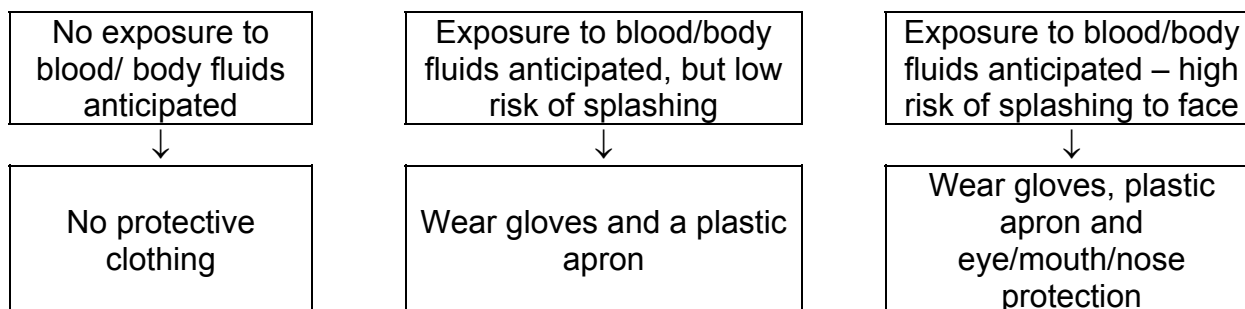 No exposure to
blood/ body fluids
anticipated
Exposure to blood/body
fluids anticipated, but low
risk of splashing
Exposure to blood/body
fluids anticipated – high
risk of splashing to face
↓
↓
↓
No protective
clothing
Wear gloves and a plastic
apron
Wear gloves, plastic
apron and
eye/mouth/nose
protection